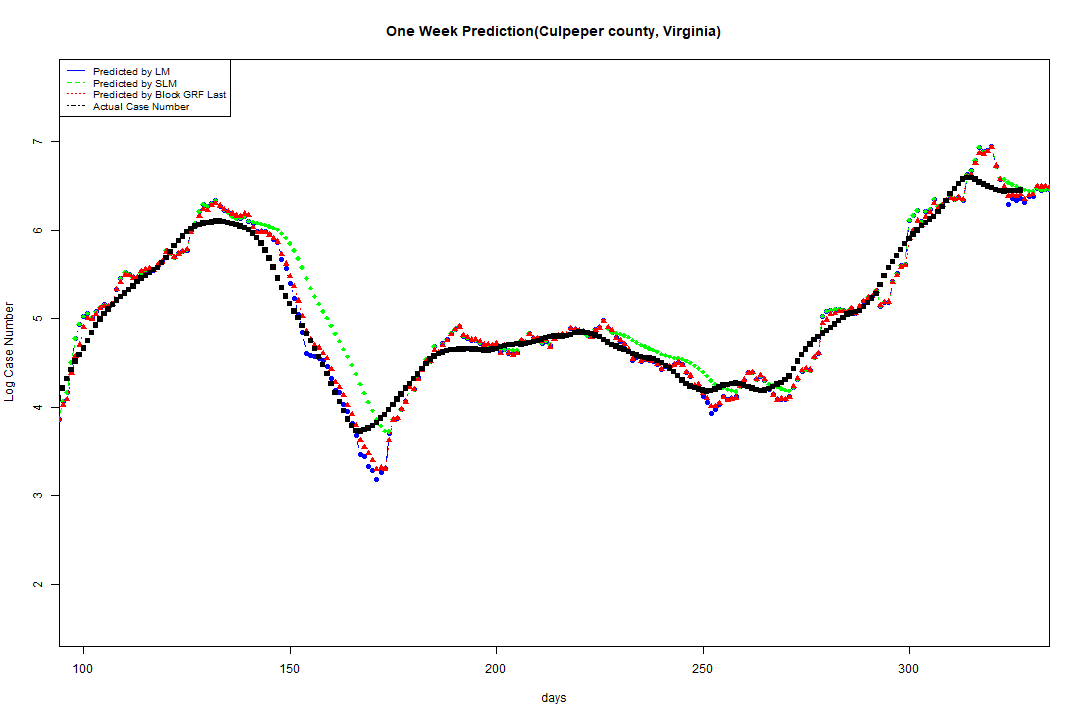 One Week Prediction(Culpeper county, Virginia)
Predicted by LM
Predicted by SLM
Predicted by Block GRF Last
Actual Case Number
Log Case Number
7
6
5
4
3
2
100 150 200 250 300
days